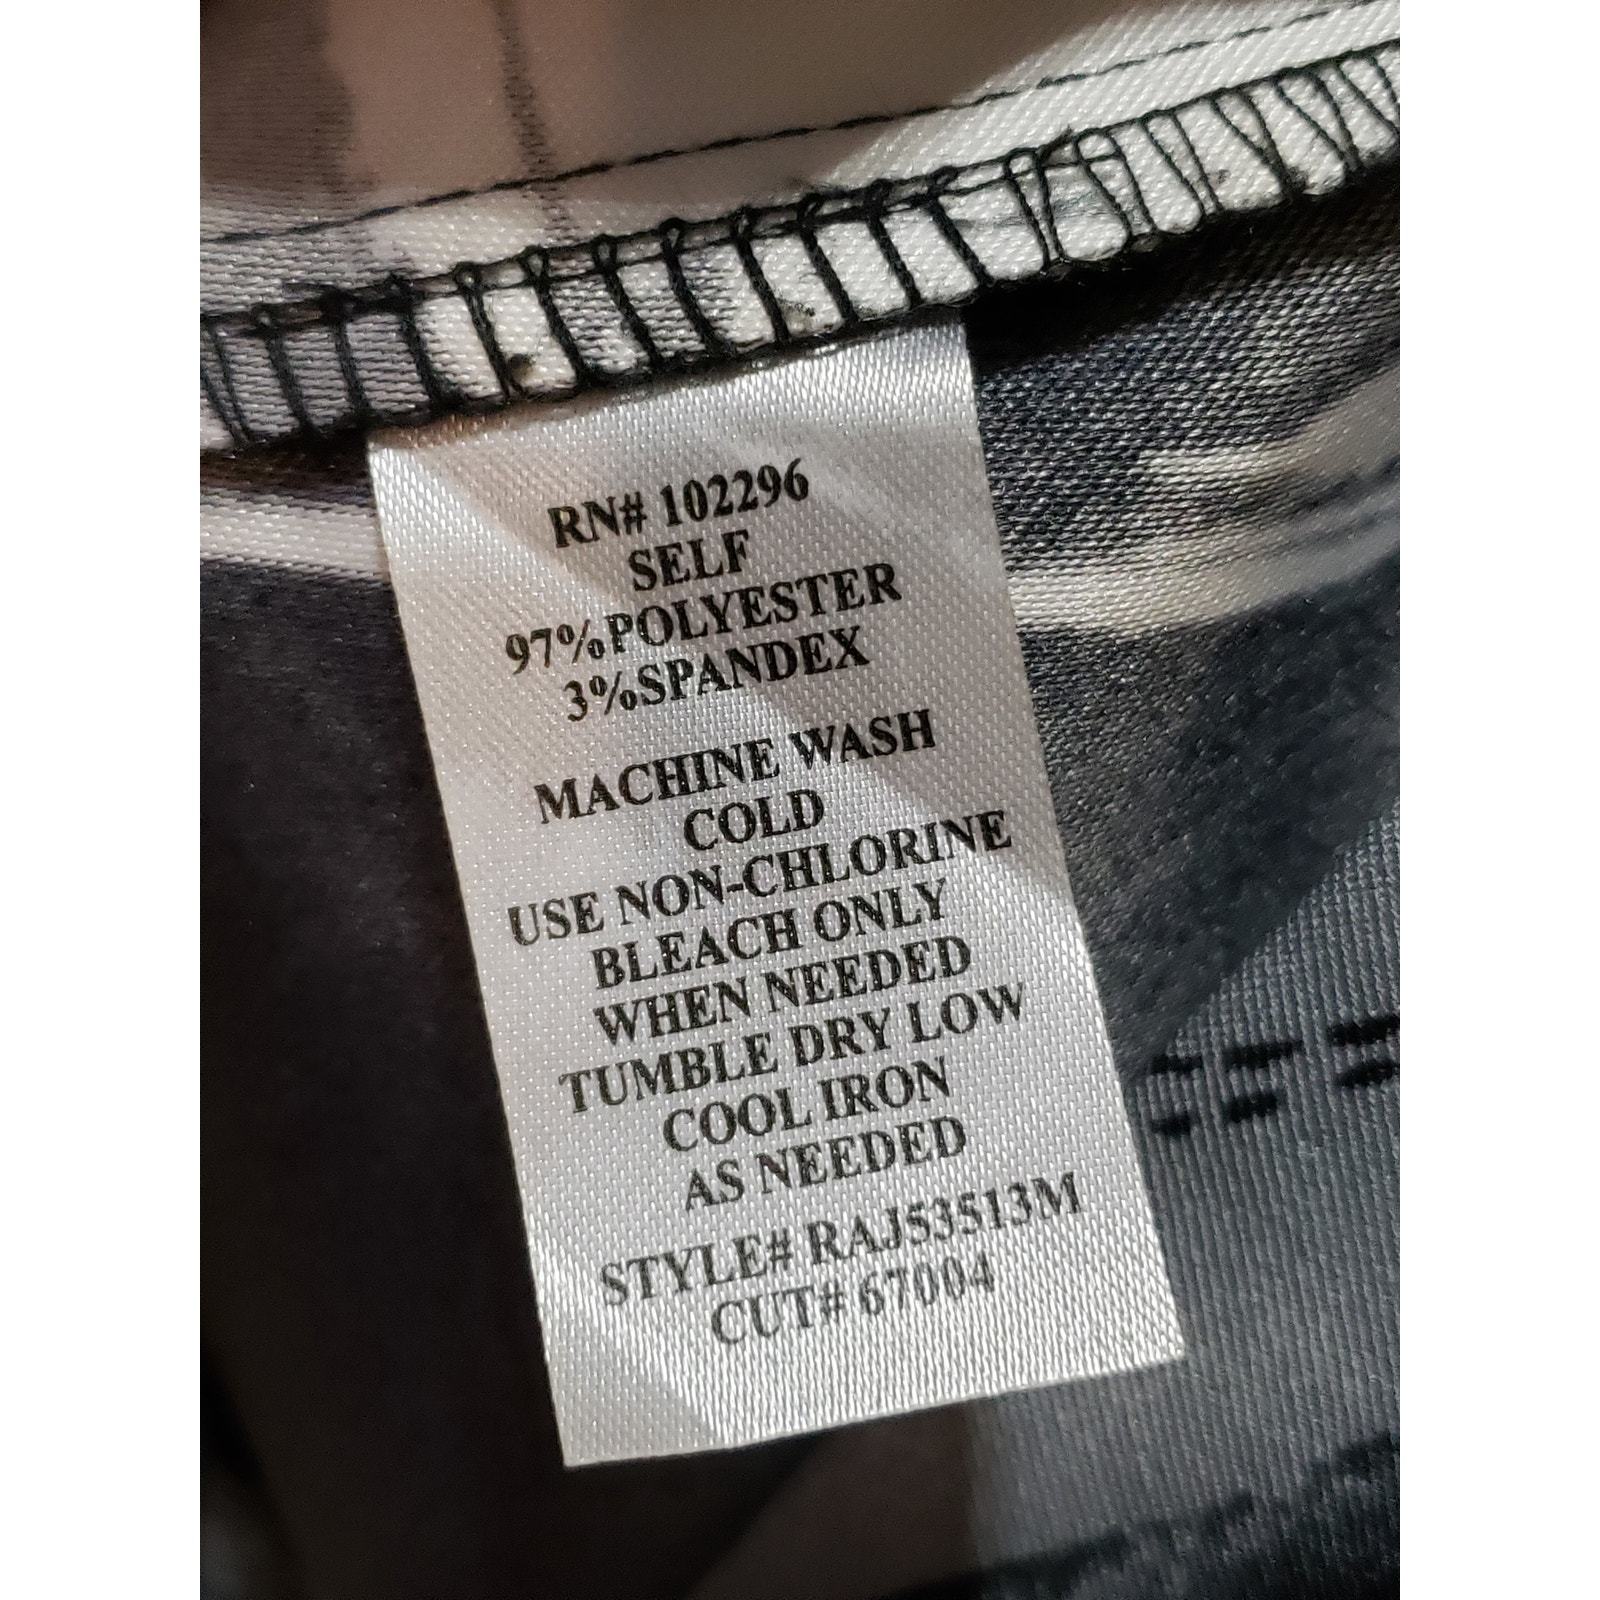 RN# 102296
SELF
97%POLYESTER
3%SPANDEX
MACHINE WASH
COLD
USE NON-CHLORINE
BLEACH ONLY
WHEN NEEDED
TUMBLE DRY LOW
COOL IRON
AS NEEDED
STYLE# RAJ53513M
CUT# 67004